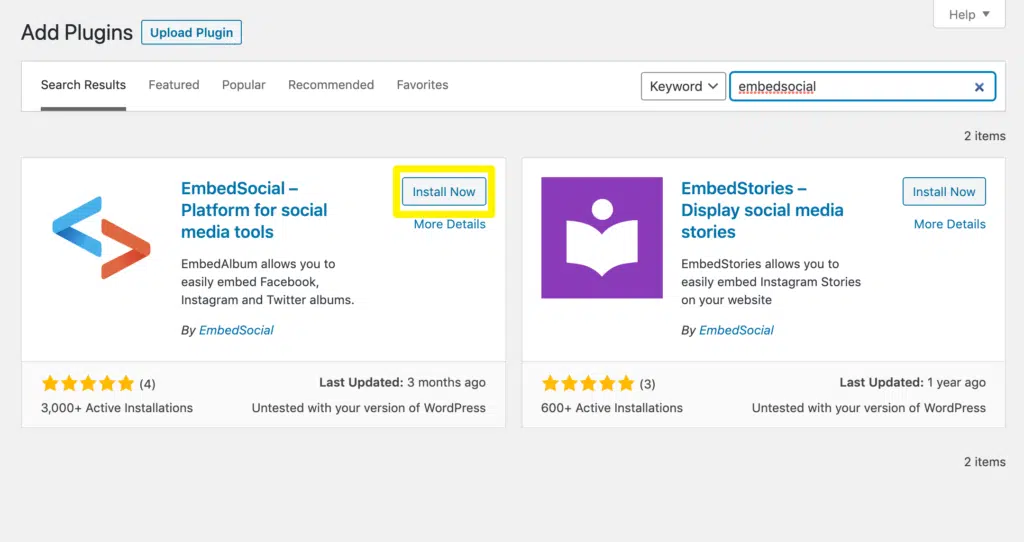 Help
Add Plugins Upload Plugin
Search Results Featured Popular Recommended Favorites Keyword embedsocial
2 items
EmbedSocial –
Platform for social
media tools
Install Now
More Details
EmbedAlbum allows you to
easily embed Facebook,
Instagram and Twitter albums.
By EmbedSocial
(4)
Last Updated: 3 months ago
3,000+ Active Installations
Untested with your version of WordPress
EmbedStories –
Display social media
stories
Install Now
More Details
EmbedStories allows you to
easily embed Instagram Stories
on your website
By EmbedSocial
(3)
Last Updated: 1 year ago
600+ Active Installations
Untested with your version of WordPress
2 items